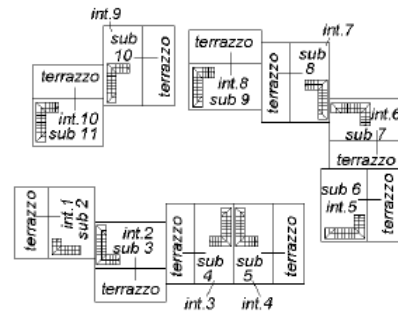 int.9
sub
10
terrazzo
terrazzo
int.10
sub 11
terrazzo
int.8
sub 9
terrazzo
int.7
sub
8
int.6
sub 7
terrazzo
sub 6
int.5
terrazzo
terrazzo
int.1
sub 2
int.2
sub 3
terrazzo
terrazzo
sub
4
int.3
sub
5
int.4
terrazzo